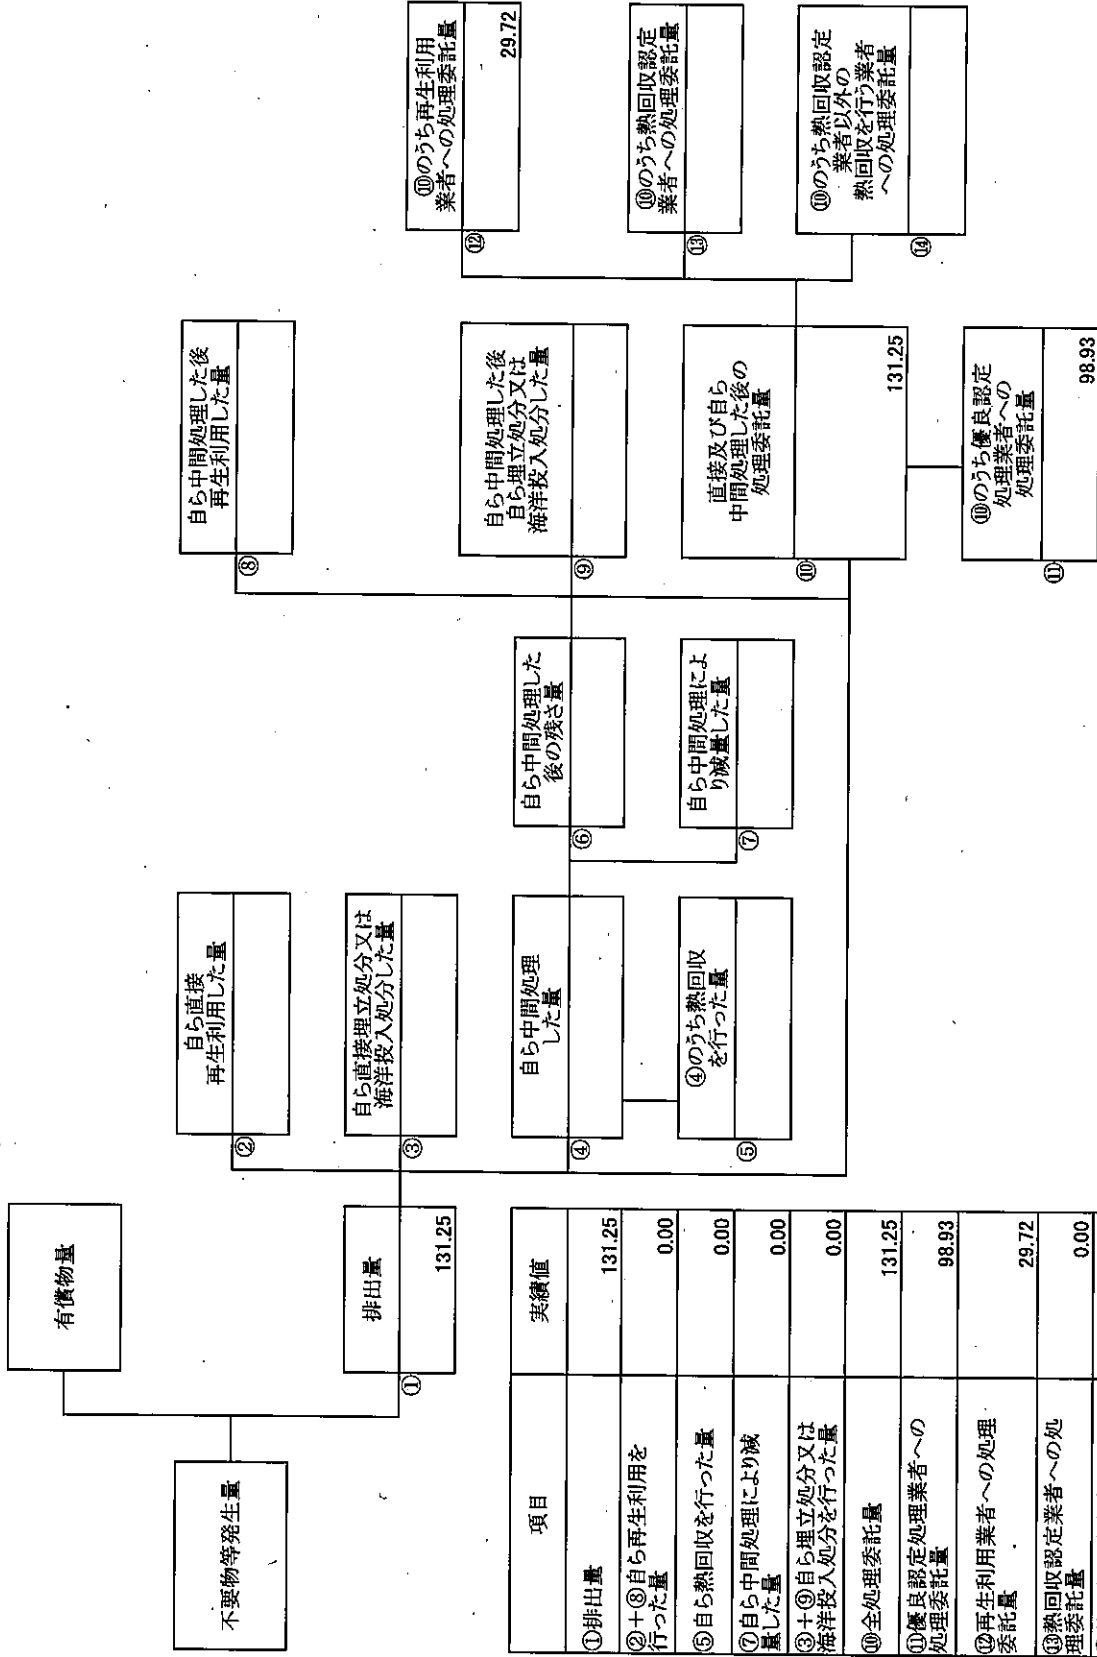 不要物等発生量
有償物量
①
排出量
131.25
②
自ら直接
再生利用した量
③
自ら直接埋立処分又は
海洋投入処分した量
④
自ら中間処理
した量
⑤
④のうち熱回収
を行った量
⑥
自ら中間処理した
後の残さ量
⑦
自ら中間処理によ
り減量した量
⑧
自ら中間処理した後
再生利用した量
⑨
自ら中間処理した後
自ら埋立処分又は
海洋投入処分した量
⑩
直接及び自ら
中間処理した後の
処理委託量
131.25
⑪
⑩のうち優良認定
処理業者への
処理委託量
98.93
⑫
⑩のうち再生利用
業者への処理委託量
29.72
⑬
⑩のうち熱回収認定
業者への処理委託量
⑭
⑩のうち熱回収認定
業者以外の
熱回収を行う業者
への処理委託量
項目 実績値
①排出量 131.25
②+⑧自ら再生利用を
行った量 0.00
⑤自ら熱回収を行った量 0.00
⑦自ら中間処理により減
量した量 0.00
③+⑨自ら埋立処分又は
海洋投入処分を行った量 0.00
⑩全処理委託量 131.25
⑪優良認定処理業者への
処理委託量 98.93
⑫再生利用業者への処理
委託量 29.72
⑬熱回収認定業者への処
理委託量 0.00